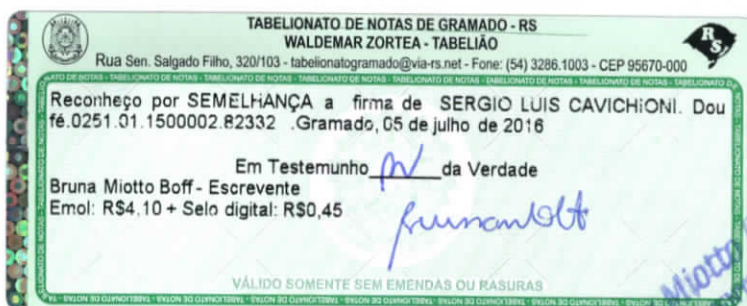 TABELIONATO DE NOTAS DE GRAMADO - RS
WALDEMAR ZORTEA - TABELIÃO
Rua Sen. Salgado Filho, 320/103 - tabelionatogramado@via-rs.net - Fone: (54) 3286.1003 - CEP 95670-000
RS
Reconheço por SEMELHANÇA a firma de SERGIO LUIS CAVICHIONI. Dou
fé.0251.01.1500002.82332 .Gramado, 05 de julho de 2016
Em Testemunho da Verdade
Bruna Miotto Boff - Escrevente
Emol: R$4,10 + Selo digital: R$0,45
VÁLIDO SOMENTE SEM EMENDAS OU RASURAS
Miotto